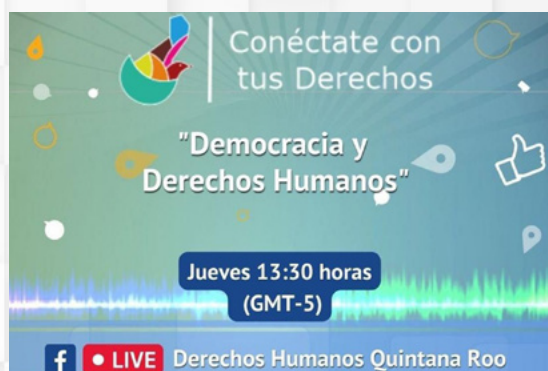 Conéctate con
tus Derechos
"Democracia y
Derechos Humanos"
Jueves 13:30 horas
(GMT-5)
f LIVE Derechos Humanos Quintana Roo